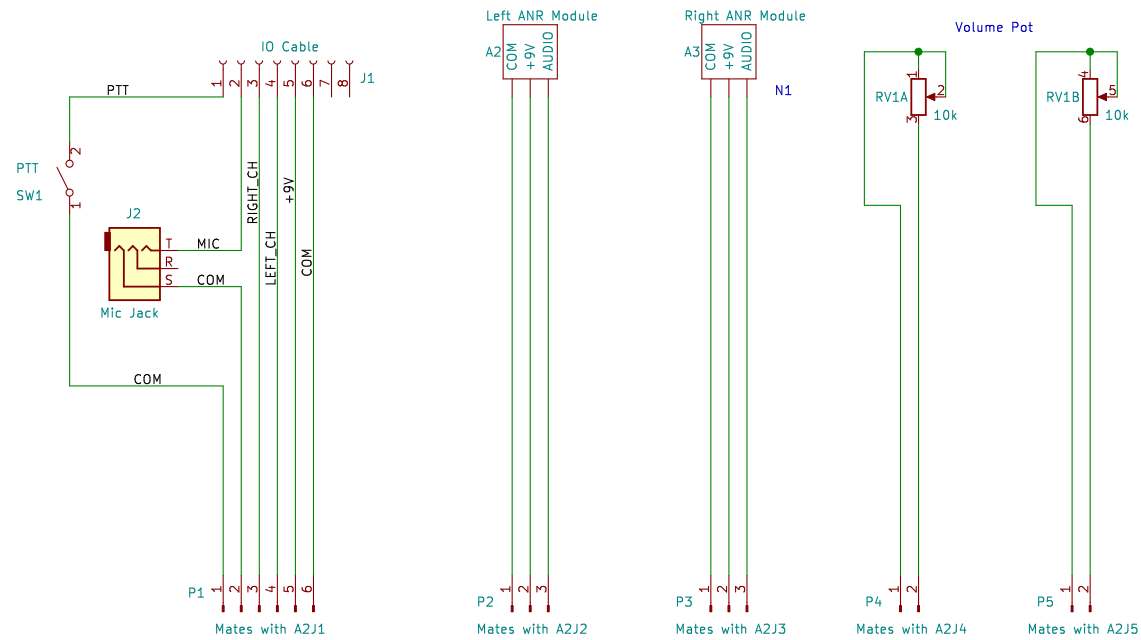 Left ANR Module
Right ANR Module
Volume Pot
IO Cable
J1
1 2 3 4 5 6 7 8
A2
COM
+9V
AUDIO
A3
COM
+9V
AUDIO
N1
RV1A
1
2
3
10k
RV1B
4
5
6
10k
PTT
PTT
SW1
2
1
J2
T
R
S
MIC
COM
Mic Jack
RIGHT_CH
LEFT_CH
+9V
COM
COM
P1
1 2 3 4 5 6
Mates with A2J1
P2
1 2 3
Mates with A2J2
P3
1 2 3
Mates with A2J3
P4
1 2
Mates with A2J4
P5
1 2
Mates with A2J5